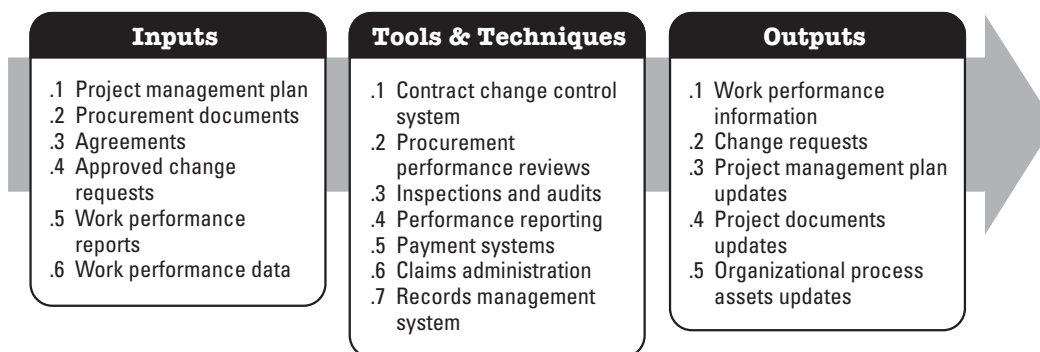 Inputs
.1 Project management plan
.2 Procurement documents
.3 Agreements
.4 Approved change
requests
.5 Work performance
reports
.6 Work performance data
Tools & Techniques
.1 Contract change control
system
.2 Procurement
performance reviews
.3 Inspections and audits
.4 Performance reporting
.5 Payment systems
.6 Claims administration
.7 Records management
system
Outputs
.1 Work performance
information
.2 Change requests
.3 Project management plan
updates
.4 Project documents
updates
.5 Organizational process
assets updates